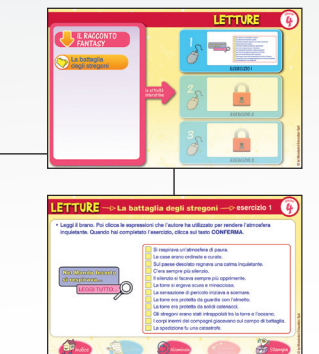 LETTURE
4
IL RACCONTO
FANTASY
La battaglia
degli stregoni
1
ESERCIZIO 1
2
ESERCIZIO 2
3
ESERCIZIO 3
LETTURE La battaglia degli stregoni esercizio 1
4
• Leggi il brano. Poi clicca le espressioni che l'autore ha utilizzato per rendere l'atmosfera
inquietante. Quando hai completato l'esercizio, clicca sul tasto CONFERMA.
Nel Mondo
LEGGI TUTTO...
Si respirava un'atmosfera di paura.
Le case erano ordinate e curate.
Sul paese desolato regnava una calma inquietante.
C'era sempre più silenzio.
Il silenzio si faceva sempre più opprimente.
La torre si ergeva scura e minacciosa.
La sensazione di pericolo iniziava a scemare.
La torre era protetta da guardie con l'elmetto.
La torre era protetta da soldati
Gli stregoni erano stati intrappolati tra la torre e l'oceano.
I corpi inermi dei compagni giacevano sul campo di battaglia.
La spedizione fu una catastrofe.
Indice